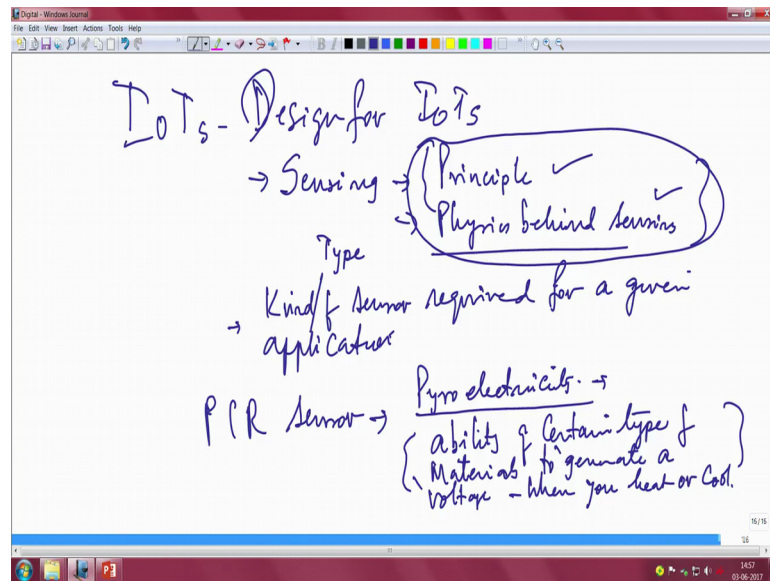 Digital - Windows Journal
File Edit View Insert Actions Tools Help
IoTs - Design for IoTs
→ Sensing → Principle ✓
→ Physics behind sensing ✓
Type
→ Kind/of sensor required for a given
application
PIR sensor → Pyroelectricity. →
ability of Certain type of
Materials to generate a
voltage - when you heat or cool.
16/16
16
14:57
03-06-2017